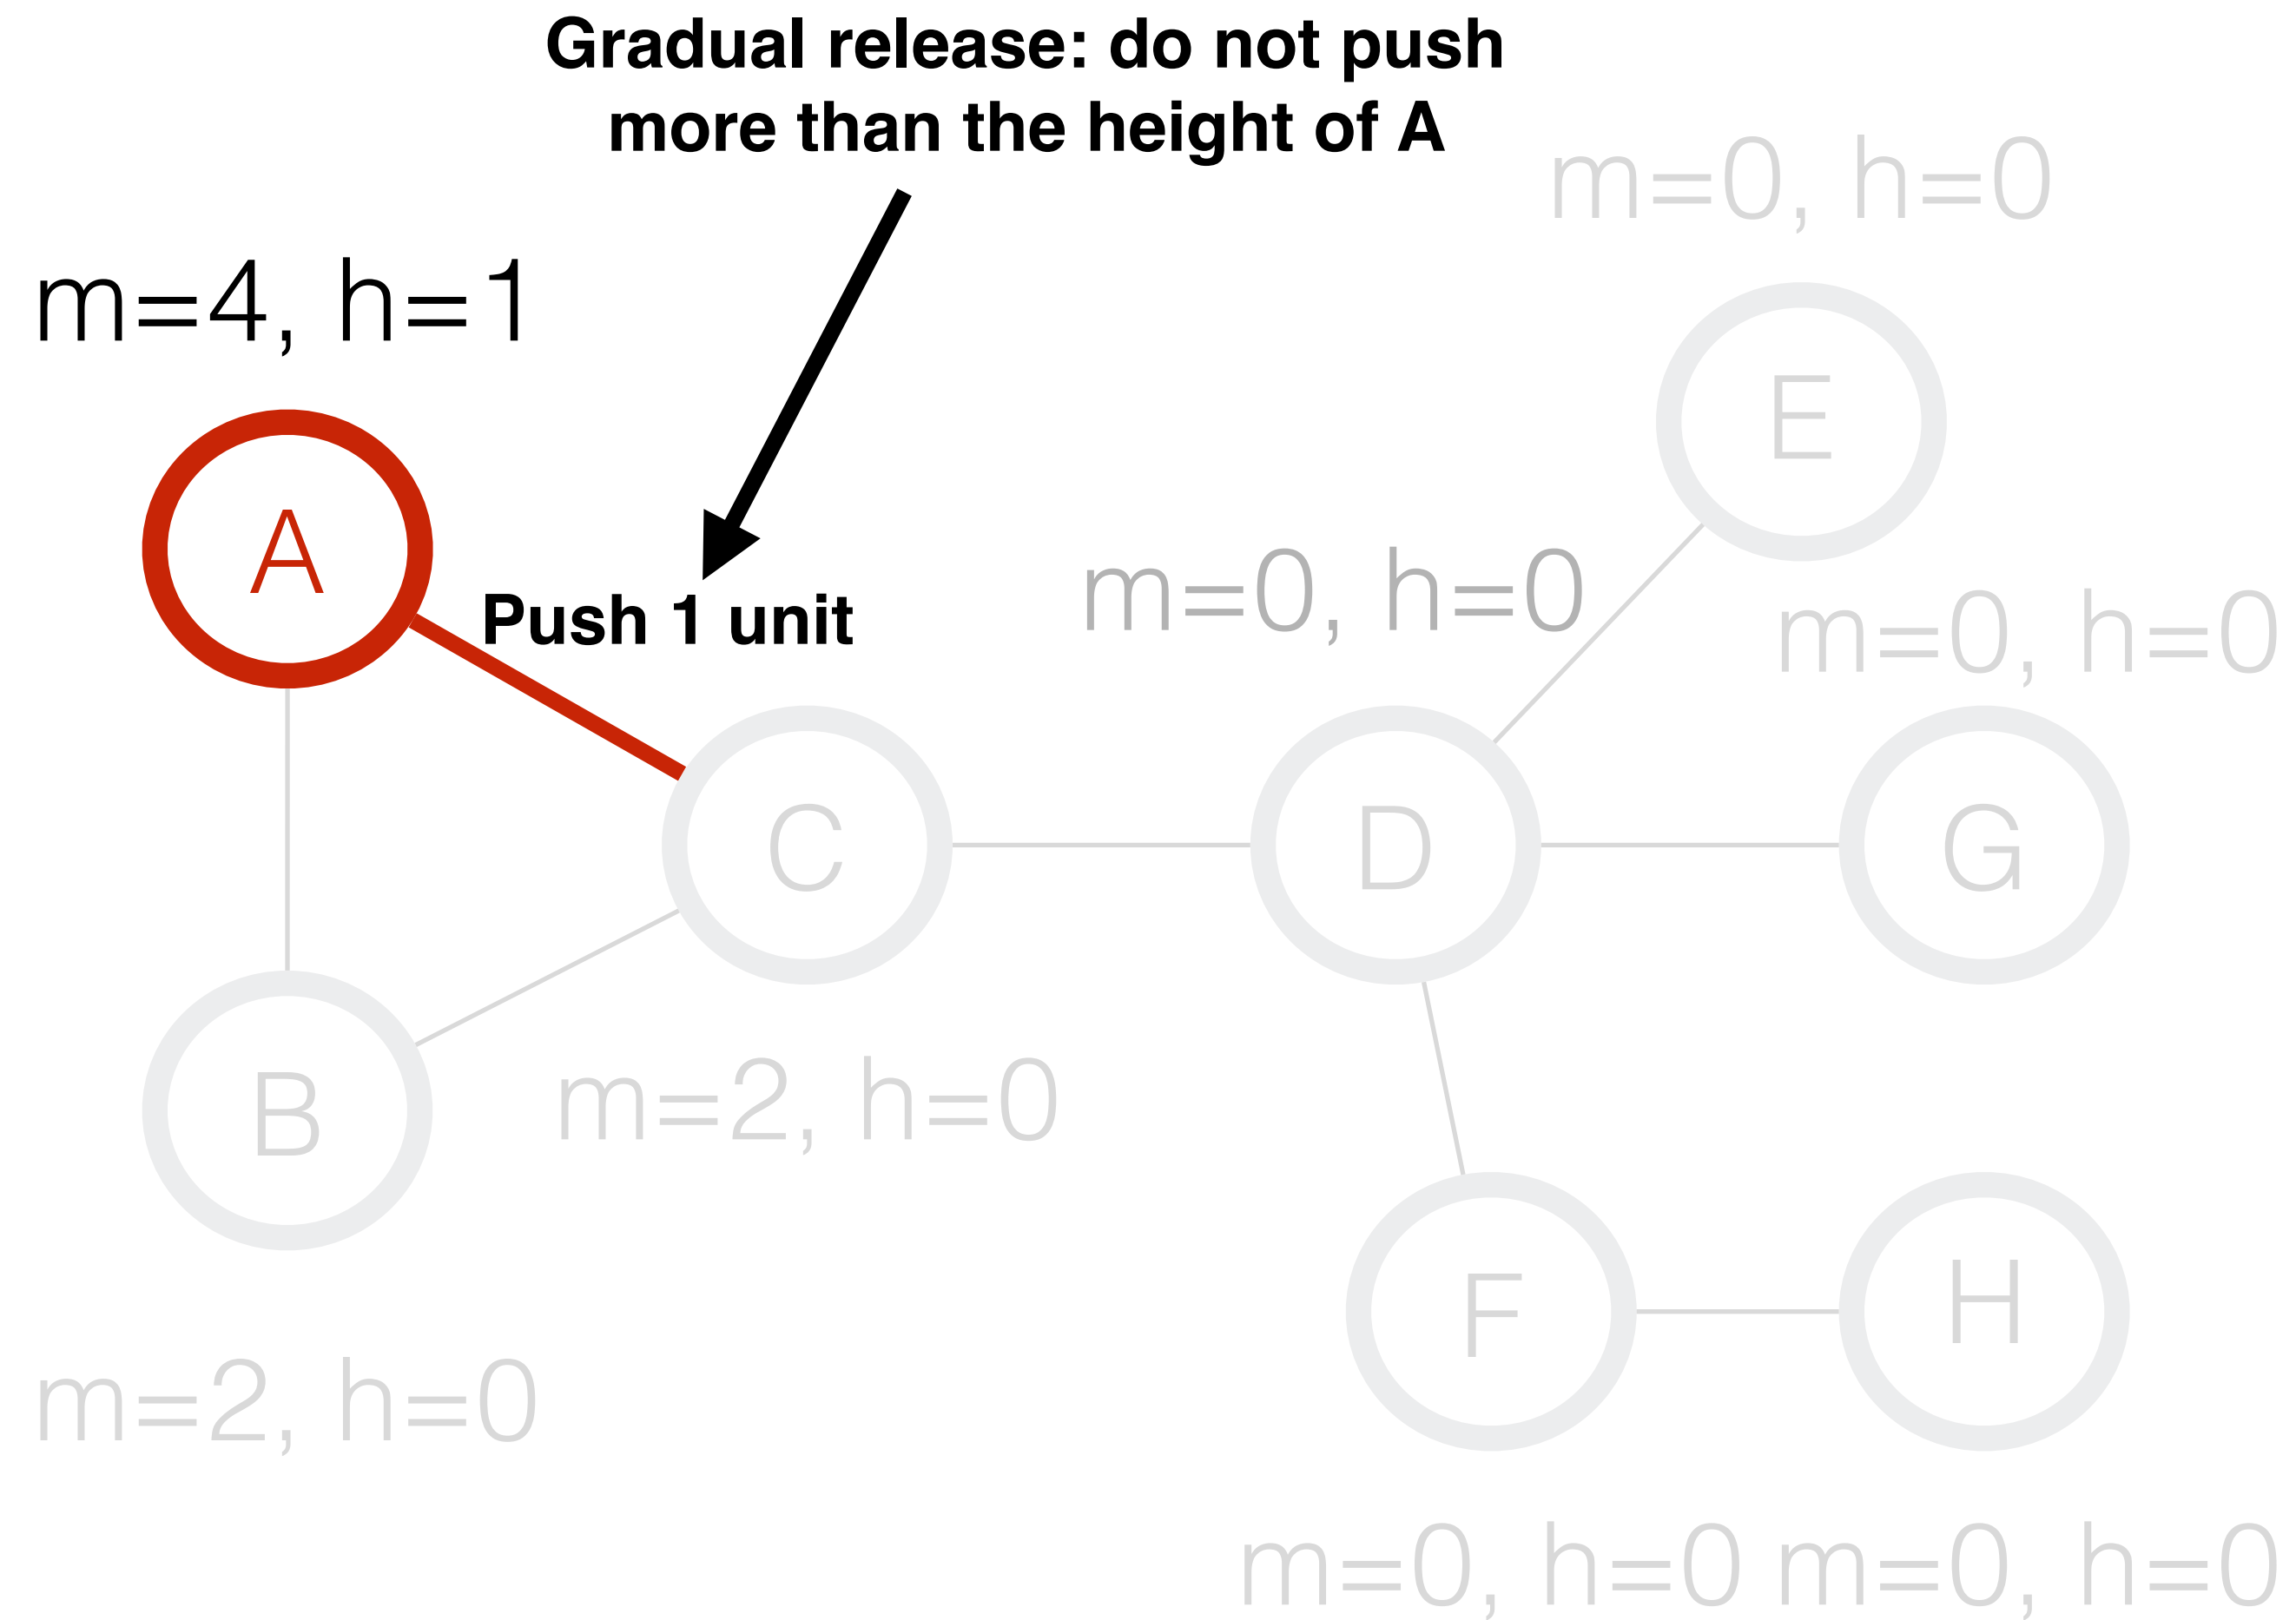 Gradual release: do not push
more than the height of A
m=0, h=0
m=4, h=1
E
A
m=0, h=0
Push 1 unit
m=0, h=0
C
D
G
B
m=2, h=0
F
H
m=2, h=0
m=0, h=0
m=0, h=0